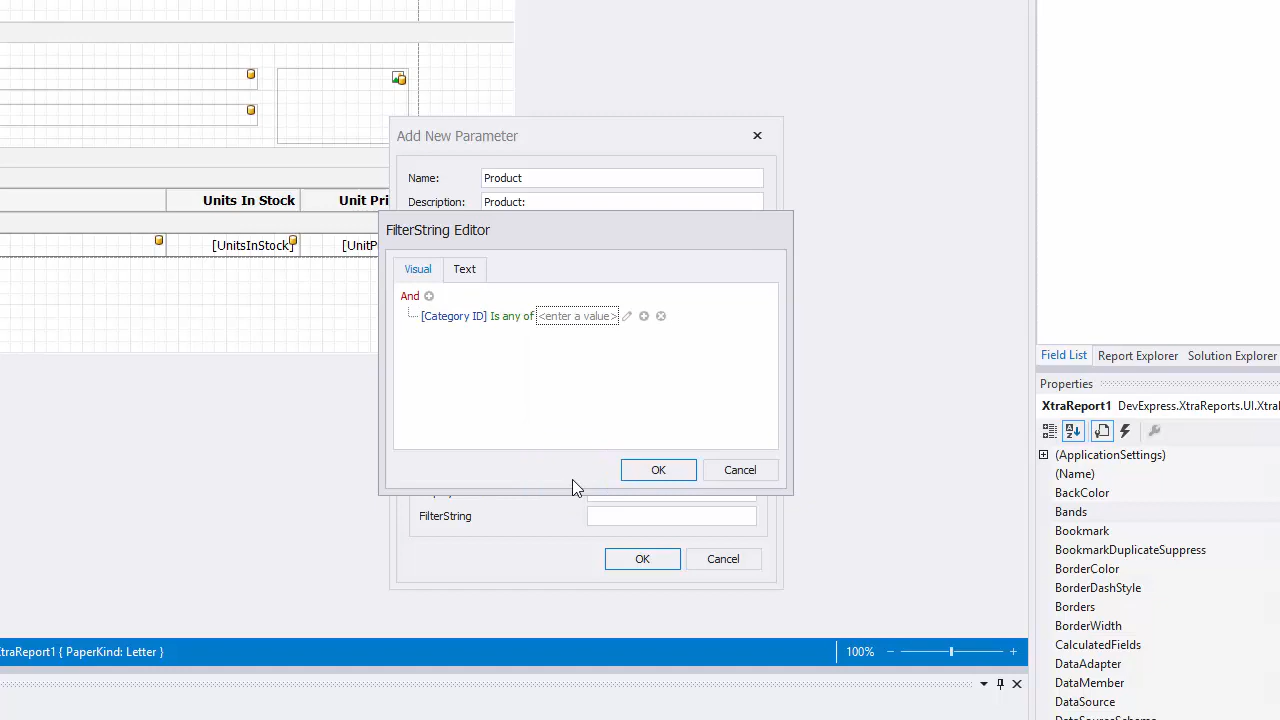 Add New Parameter
Name: Product
Description: Product:
Units In Stock Unit Pri
FilterString Editor
[UnitsInStock] [UnitP
Visual Text
And
[Category ID] Is any of <enter a value>
OK Cancel
FilterString
OK Cancel
Field List Report Explorer Solution Explorer
Properties
XtraReport1 DevExpress.XtraReports.UI.Xtra
(ApplicationSettings)
(Name)
BackColor
Bands
Bookmark
BookmarkDuplicateSuppress
BorderColor
BorderDashStyle
Borders
BorderWidth
CalculatedFields
DataAdapter
DataMember
DataSource
traReport1 { PaperKind: Letter } 100%